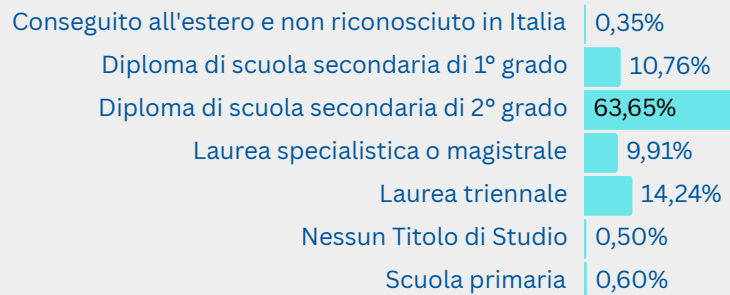 Conseguito all'estero e non riconosciuto in Italia 0,35%
Diploma di scuola secondaria di 1° grado 10,76%
Diploma di scuola secondaria di 2° grado 63,65%
Laurea specialistica o magistrale 9,91%
Laurea triennale 14,24%
Nessun Titolo di Studio 0,50%
Scuola primaria 0,60%